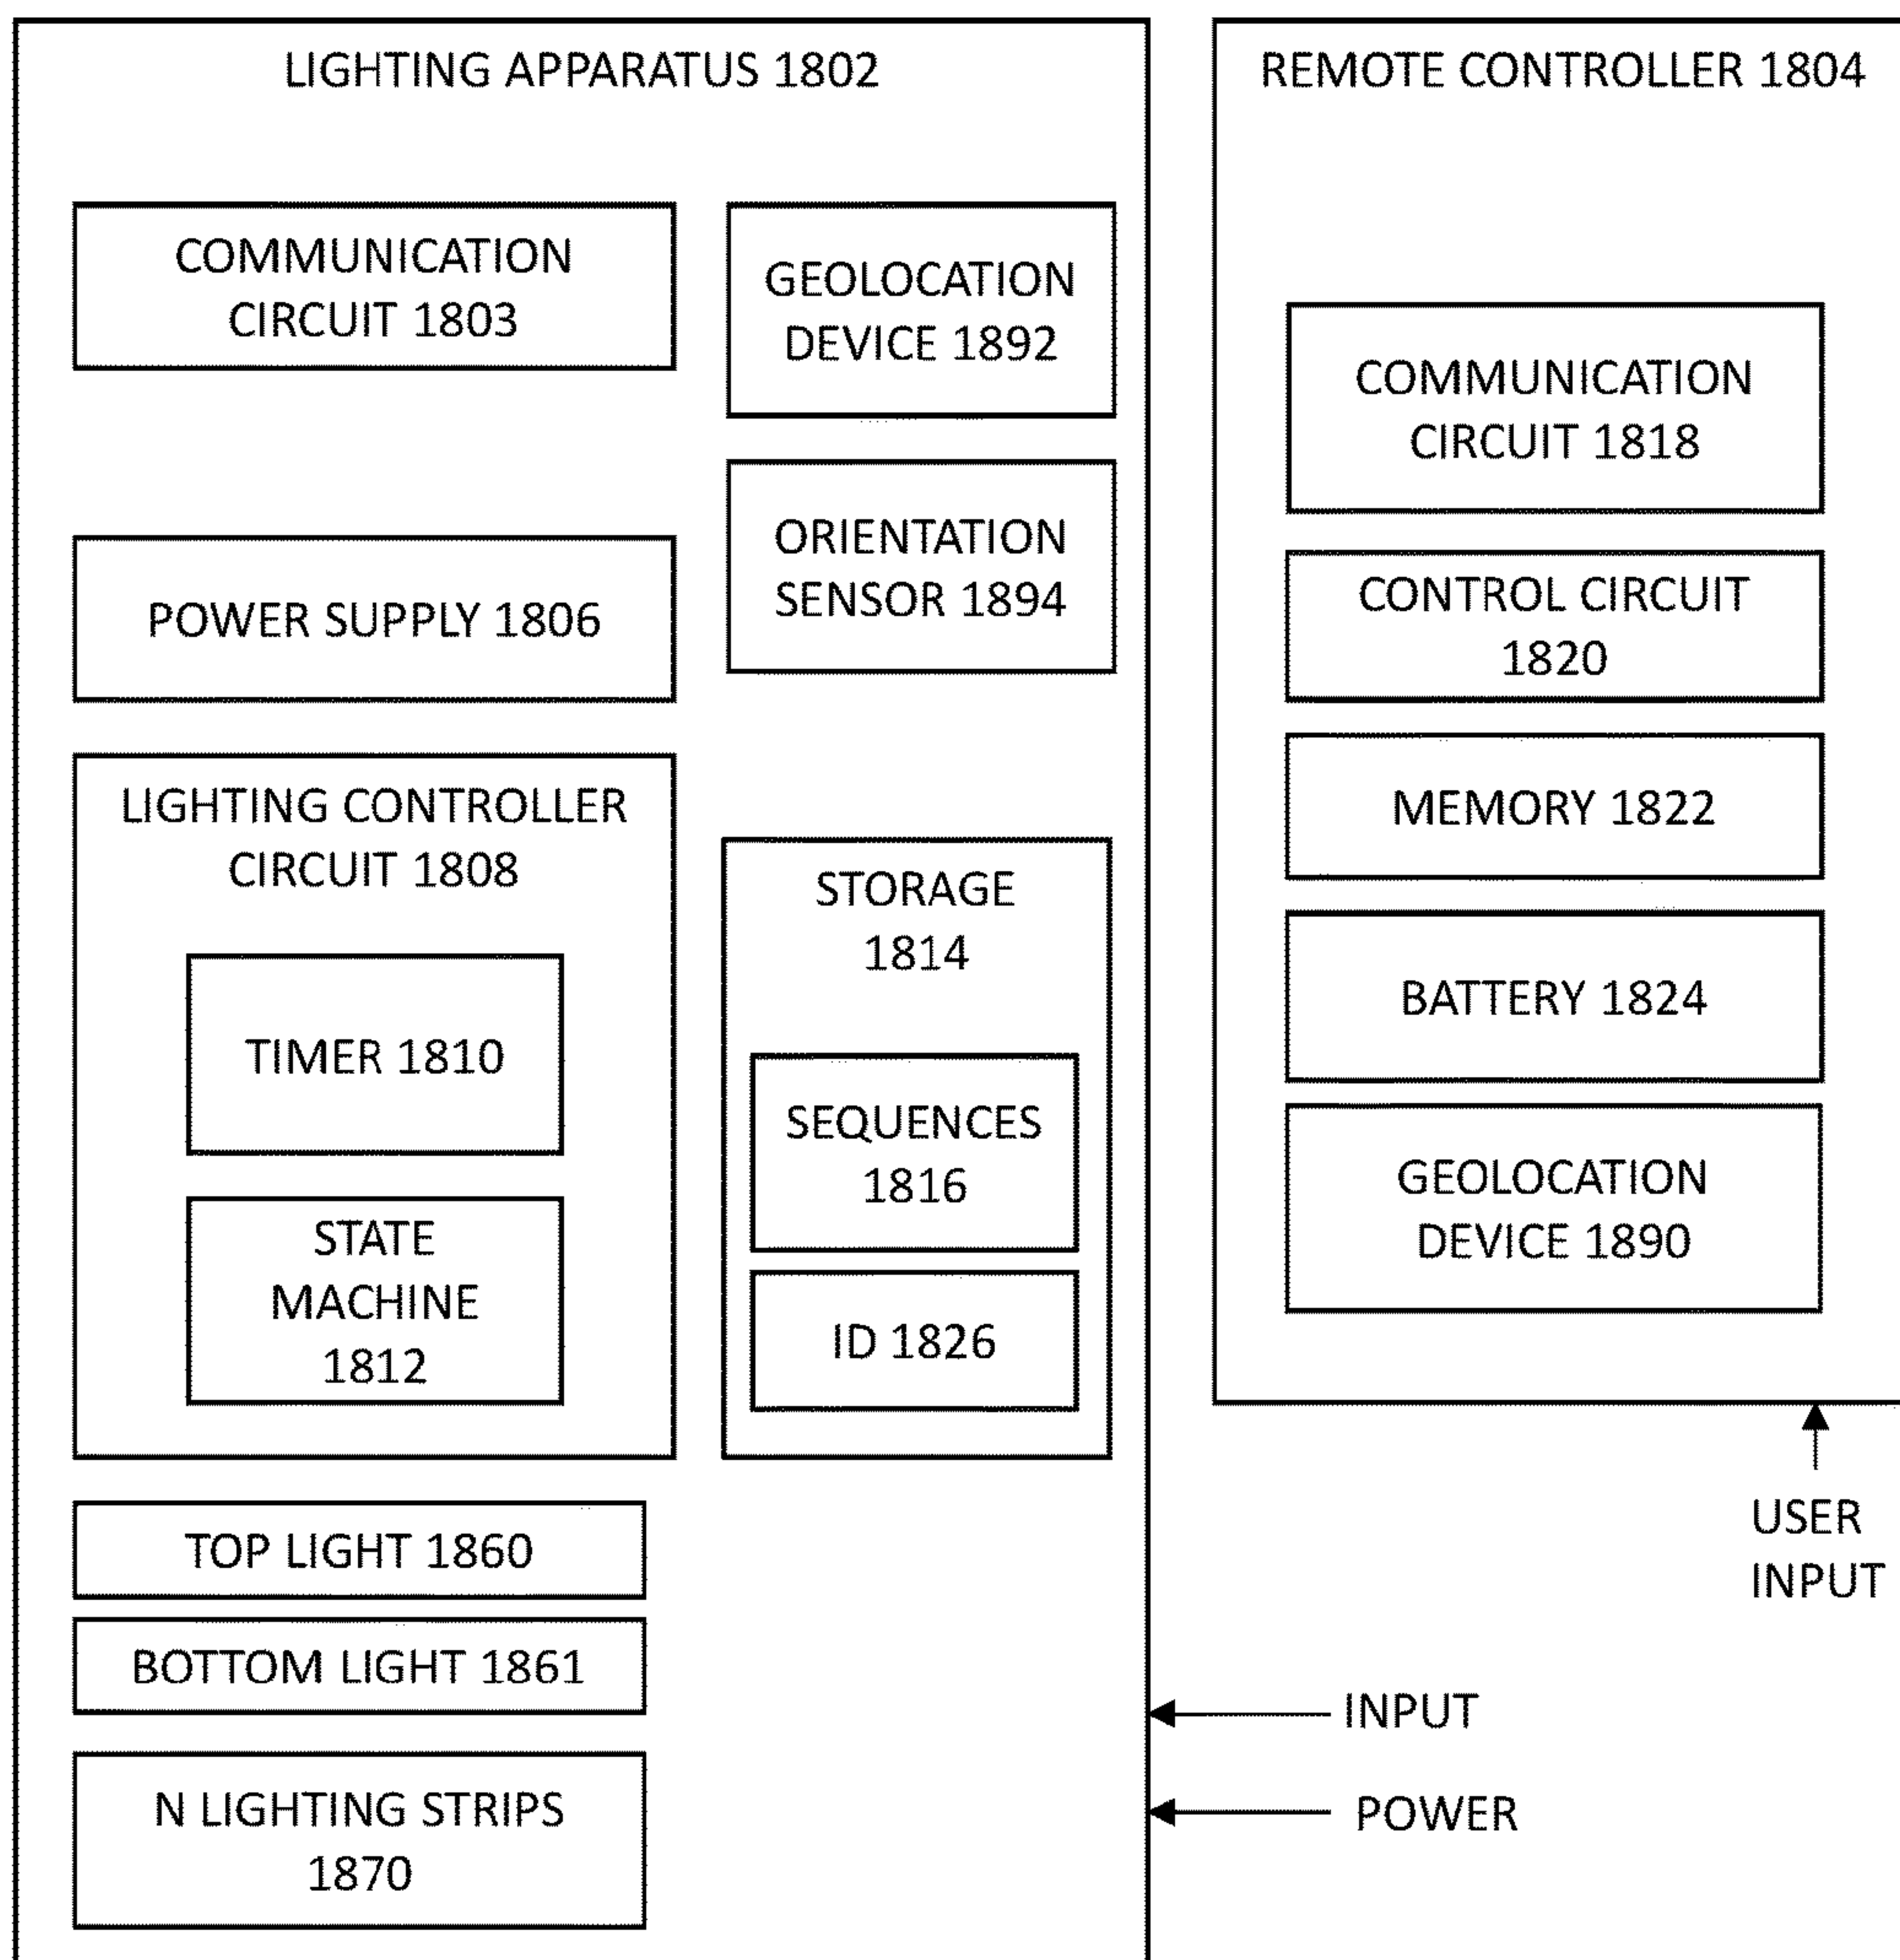 LIGHTING APPARATUS 1802
COMMUNICATION
CIRCUIT 1803
GEOLOCATION
DEVICE 1892
POWER SUPPLY 1806
ORIENTATION
SENSOR 1894
LIGHTING CONTROLLER
CIRCUIT 1808
TIMER 1810
STATE
MACHINE
1812
STORAGE
1814
SEQUENCES
1816
ID 1826
TOP LIGHT 1860
BOTTOM LIGHT 1861
N LIGHTING STRIPS
1870
REMOTE CONTROLLER 1804
COMMUNICATION
CIRCUIT 1818
CONTROL CIRCUIT
1820
MEMORY 1822
BATTERY 1824
GEOLOCATION
DEVICE 1890
USER
INPUT
INPUT
POWER